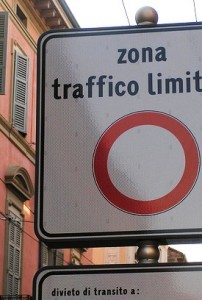 zona
traffico limit
divieto di transito a: